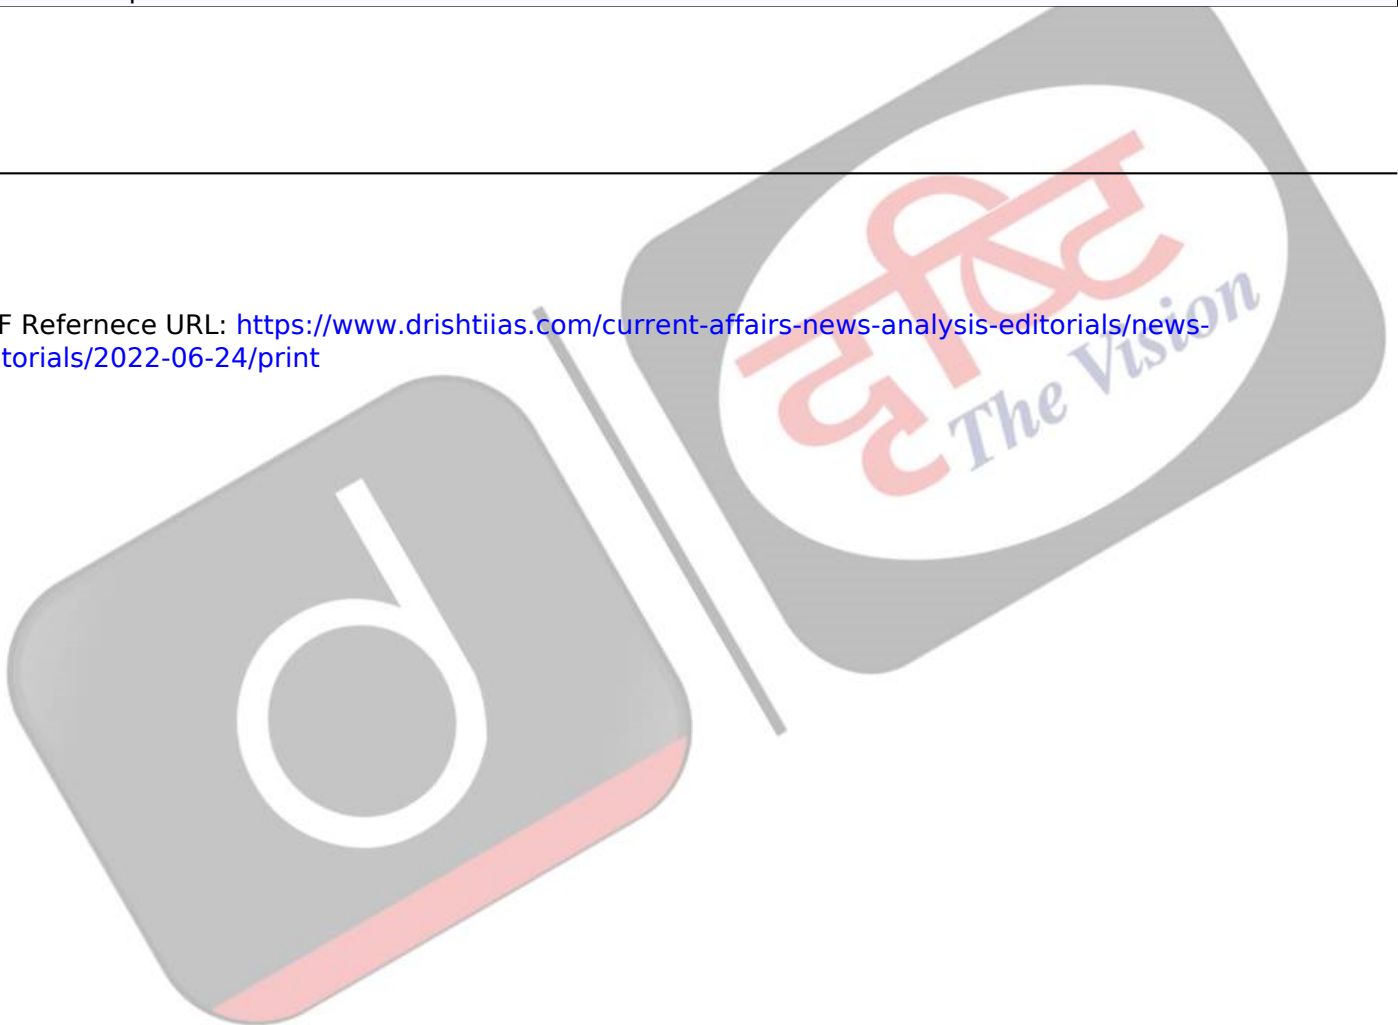 F Refernece URL: https://www.drishtiias.com/current-affairs-news-analysis-editorials/news-
torials/2022-06-24/print
दृष्टि
The Vision
d